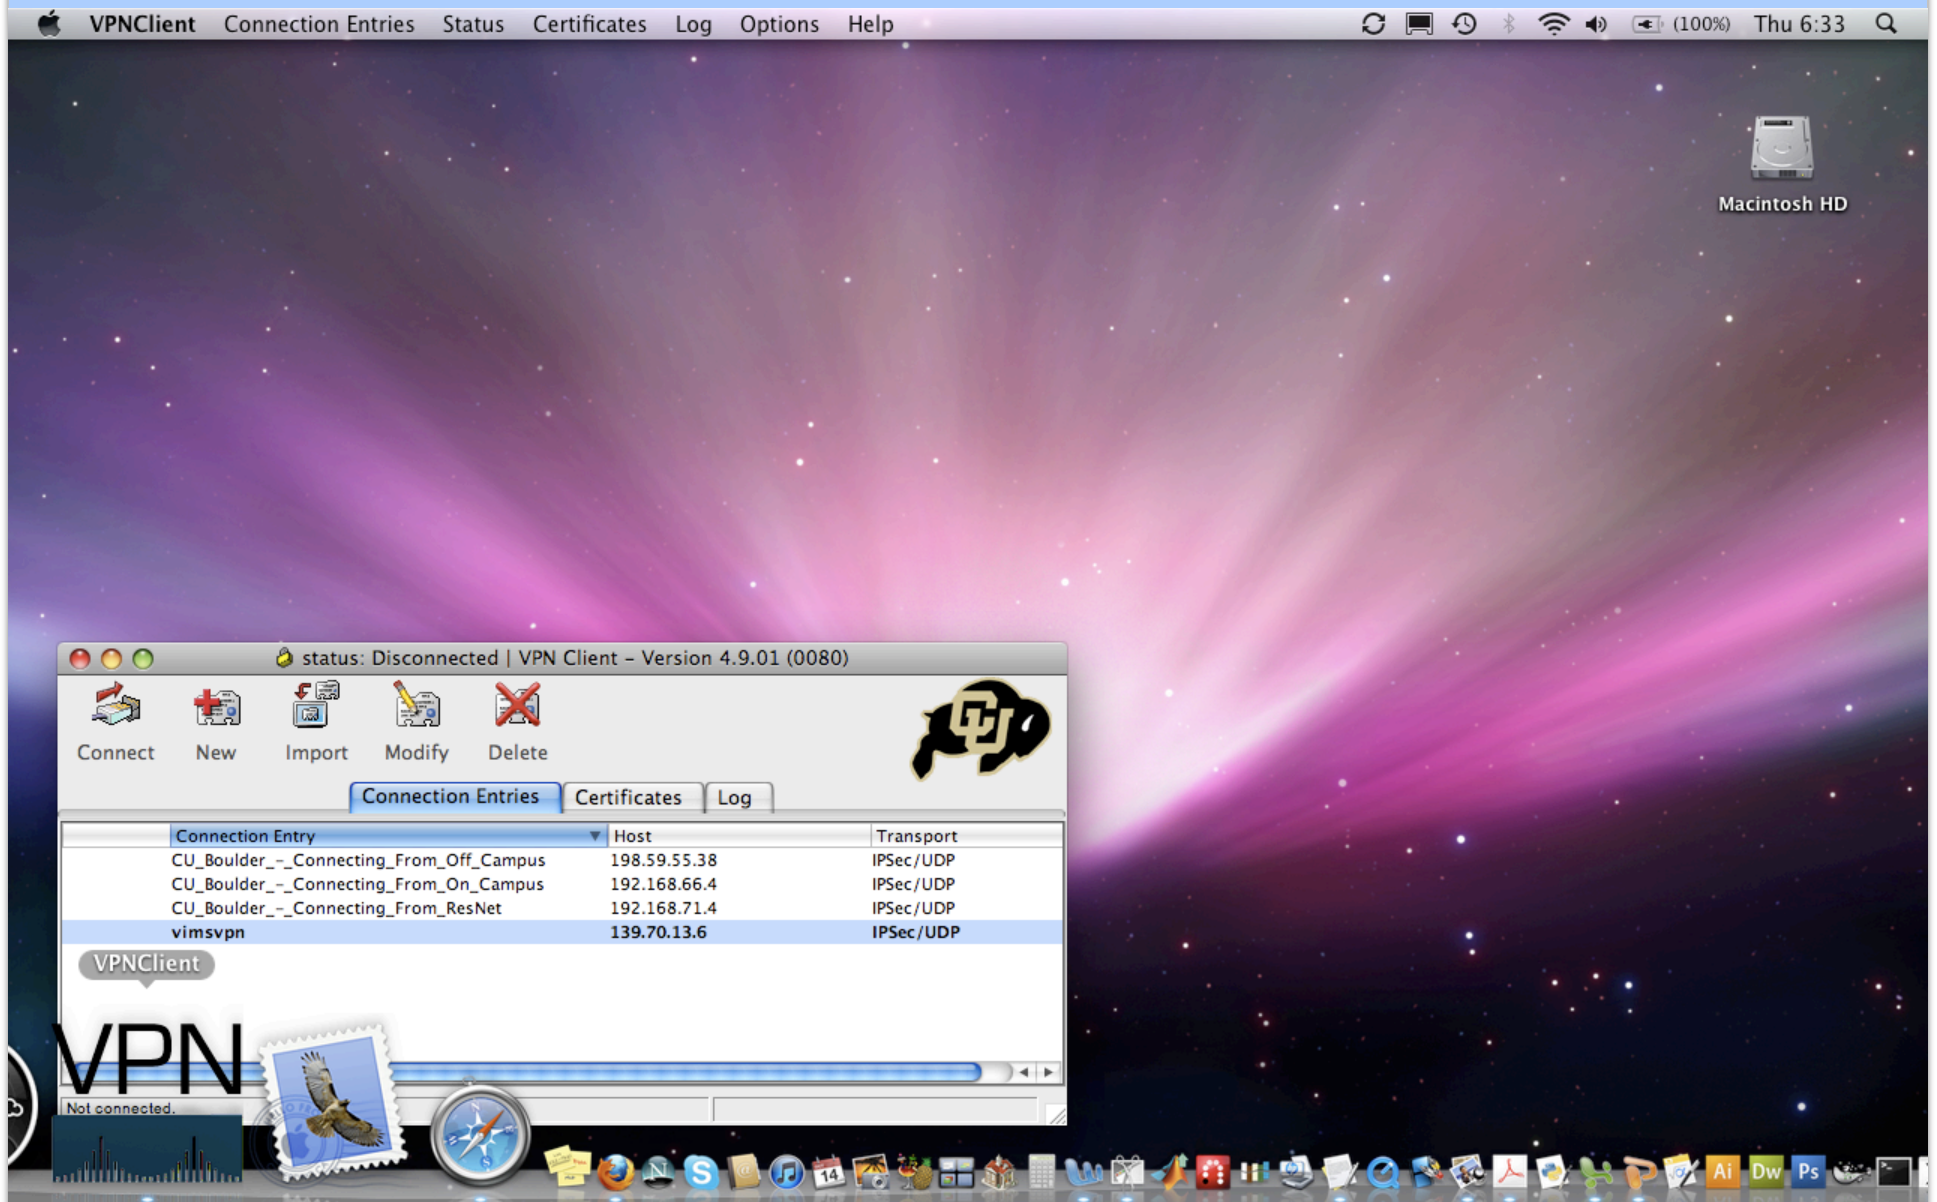 VPNClient Connection Entries Status Certificates Log Options Help (100%) Thu 6:33
Macintosh HD
status: Disconnected | VPN Client – Version 4.9.01 (0080)
Connect New Import Modify Delete
CU
Connection Entries Certificates Log
Connection Entry Host Transport
CU_Boulder_-_Connecting_From_Off_Campus 198.59.55.38 IPSec/UDP
CU_Boulder_-_Connecting_From_On_Campus 192.168.66.4 IPSec/UDP
CU_Boulder_-_Connecting_From_ResNet 192.168.71.4 IPSec/UDP
vimsvpn 139.70.13.6 IPSec/UDP
VPNClient
VPN
Not connected.
N S 14 Ai Dw Ps